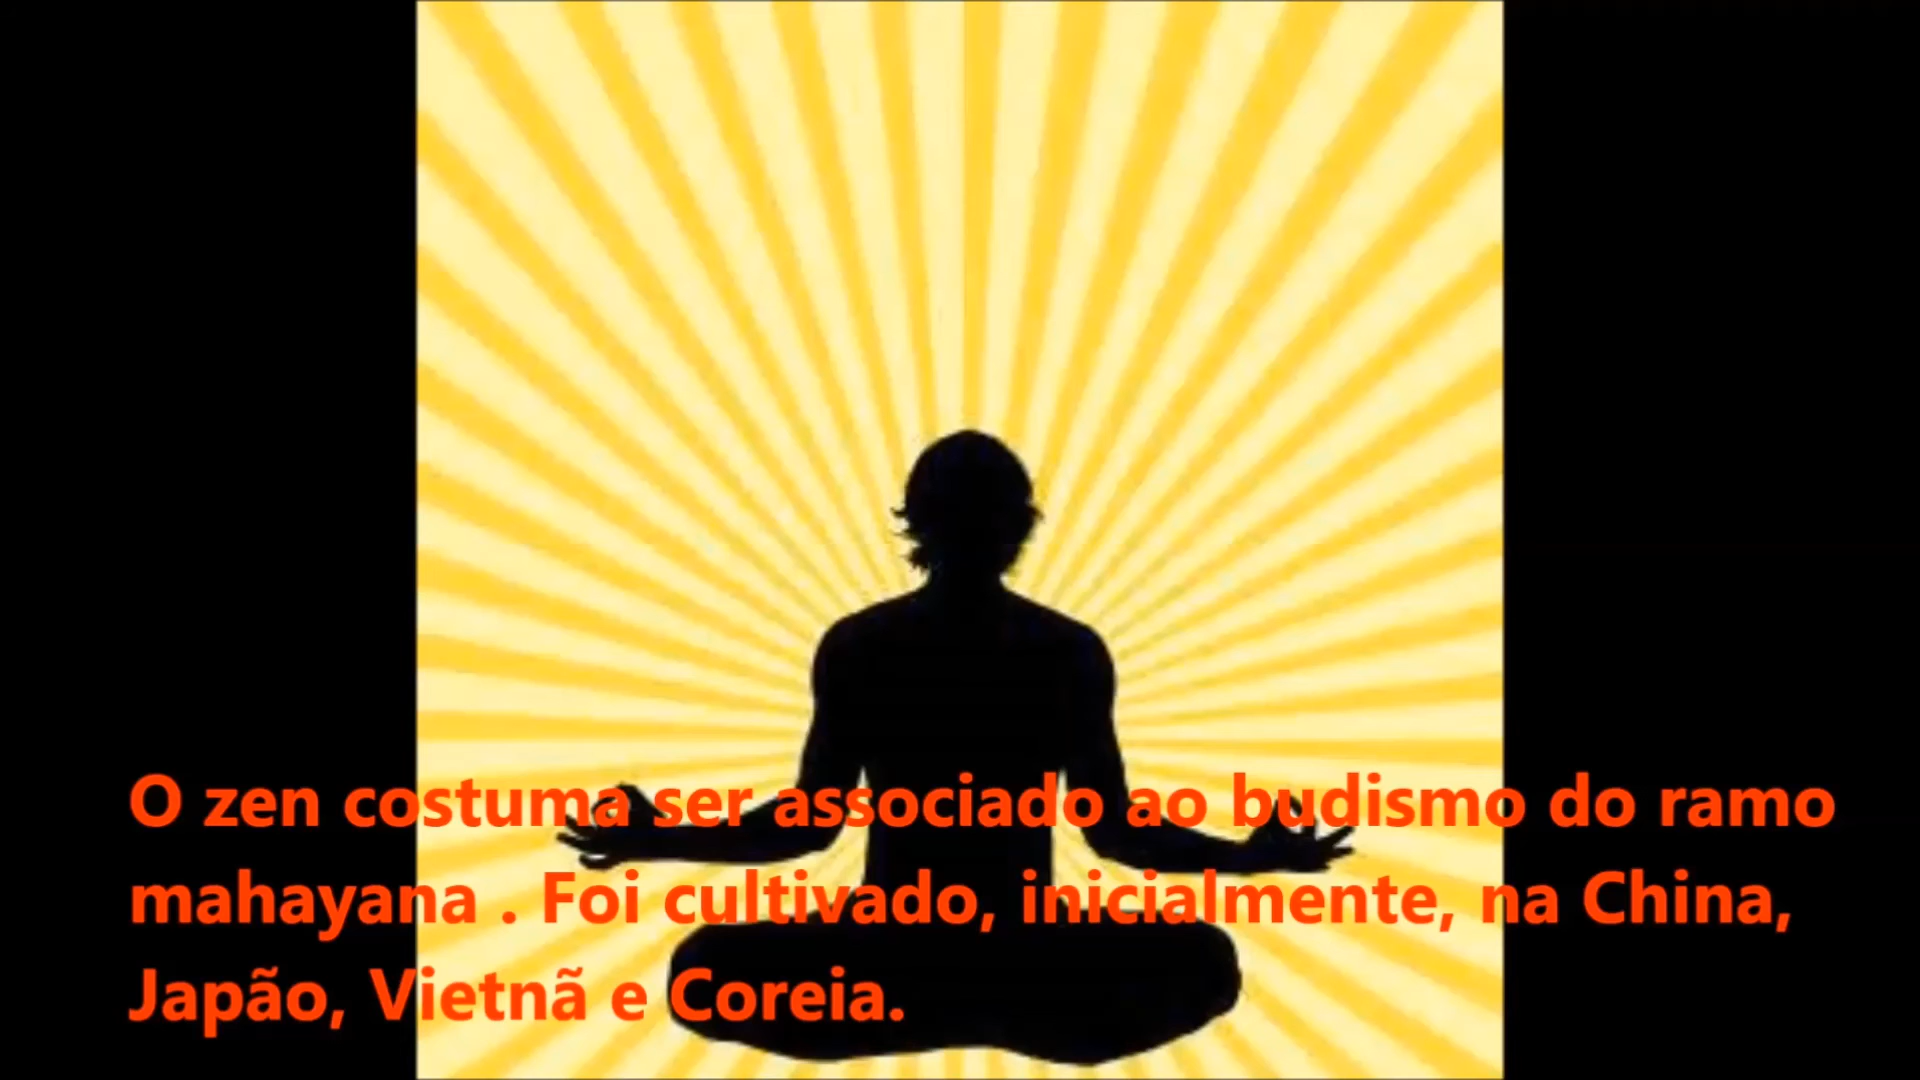 O zen costuma ser associado ao budismo do ramo
mahayana . Foi cultivado, inicialmente, na China,
Japão, Vietnã e Coreia.